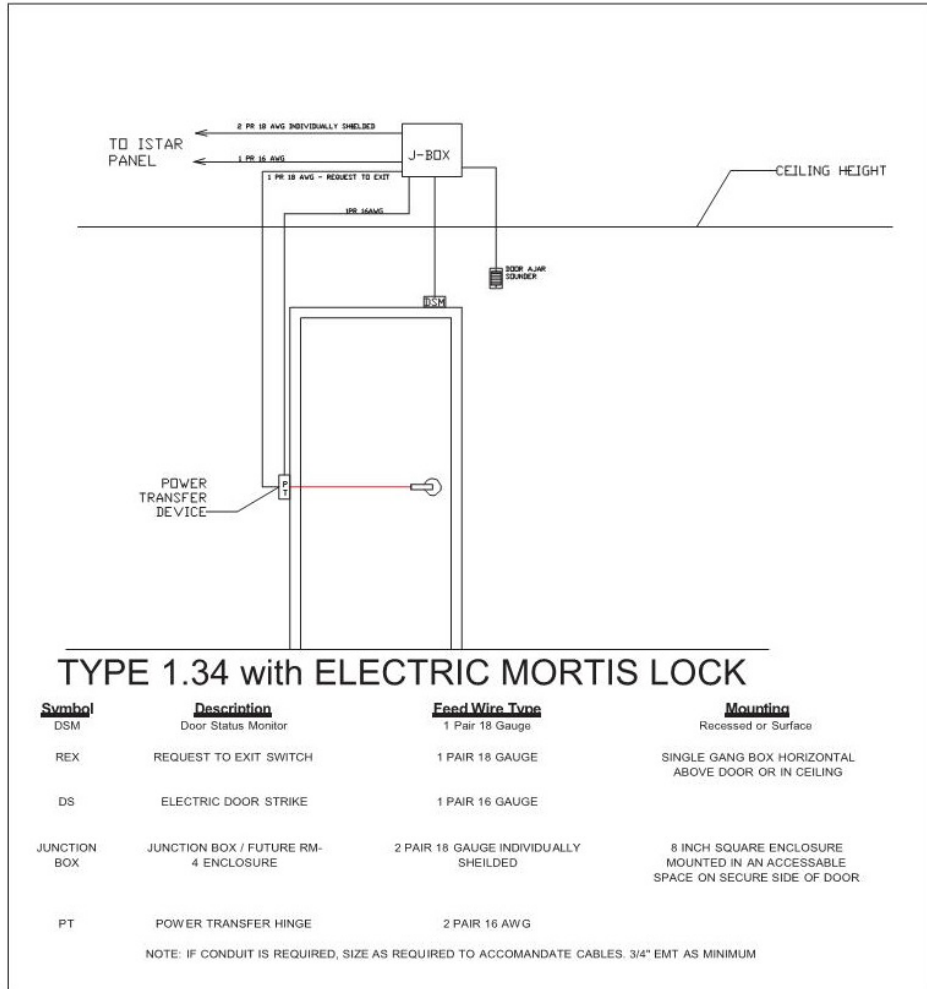 2 PR 18 AWG INDIVIDUALLY SHIELDED
TO ISTAR
PANEL
1 PR 16 AWG
J-BOX
1 PR 18 AWG - REQUEST TO EXIT
CEILING HEIGHT
1PR 16AWG
DOOR AJAR
SOUNDER
DSM
POWER
TRANSFER
DEVICE
P
T
TYPE 1.34 with ELECTRIC MORTIS LOCK
Symbol Description Feed Wire Type Mounting
DSM Door Status Monitor 1 Pair 18 Gauge Recessed or Surface
REX REQUEST TO EXIT SWITCH 1 PAIR 18 GAUGE SINGLE GANG BOX HORIZONTAL
ABOVE DOOR OR IN CEILING
DS ELECTRIC DOOR STRIKE 1 PAIR 16 GAUGE
JUNCTION JUNCTION BOX / FUTURE RM- 2 PAIR 18 GAUGE INDIVIDUALLY 8 INCH SQUARE ENCLOSURE
BOX 4 ENCLOSURE SHEILDED MOUNTED IN AN ACCESSABLE
SPACE ON SECURE SIDE OF DOOR
PT POWER TRANSFER HINGE 2 PAIR 16 AWG
NOTE: IF CONDUIT IS REQUIRED, SIZE AS REQUIRED TO ACCOMANDATE CABLES. 3/4" EMT AS MINIMUM